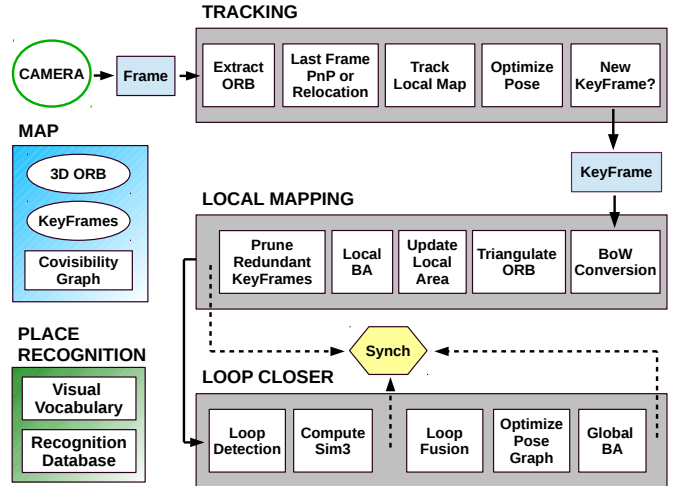 TRACKING
CAMERA
Frame
Extract
ORB
Last Frame
PnP or
Relocation
Track
Local Map
Optimize
Pose
New
KeyFrame?
MAP
3D ORB
KeyFrames
Covisibility
Graph
KeyFrame
LOCAL MAPPING
Prune
Redundant
KeyFrames
Local
BA
Update
Local
Area
Triangulate
ORB
BoW
Conversion
Synch
PLACE
RECOGNITION
Visual
Vocabulary
Recognition
Database
LOOP CLOSER
Loop
Detection
Compute
Sim3
Loop
Fusion
Optimize
Pose
Graph
Global
BA